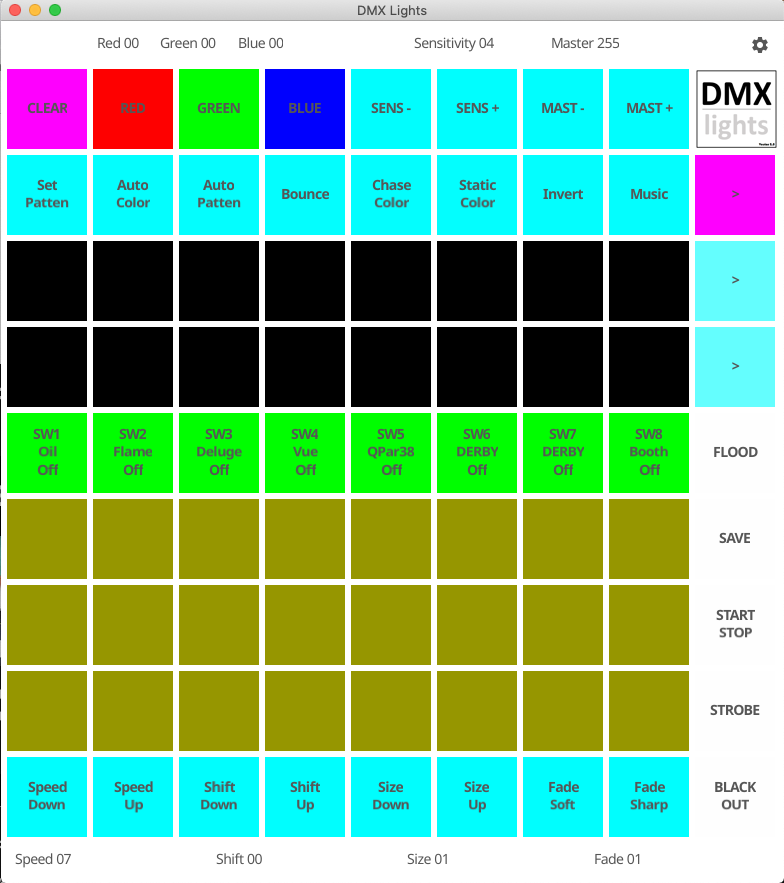 DMX Lights
Red 00 Green 00 Blue 00 Sensitivity 04 Master 255
CLEAR RED GREEN BLUE SENS - SENS + MAST - MAST +
DMX
lights
Version 0.0
Set Patten
Auto Color
Auto Patten
Bounce
Chase Color
Static Color
Invert
Music
>
>
>
SW1 Oil Off
SW2 Flame Off
SW3 Deluge Off
SW4 Vue Off
SW5 QPar38 Off
SW6 DERBY Off
SW7 DERBY Off
SW8 Booth Off
FLOOD
SAVE
START
STOP
STROBE
Speed Down
Speed Up
Shift Down
Shift Up
Size Down
Size Up
Fade Soft
Fade Sharp
BLACK
OUT
Speed 07 Shift 00 Size 01 Fade 01